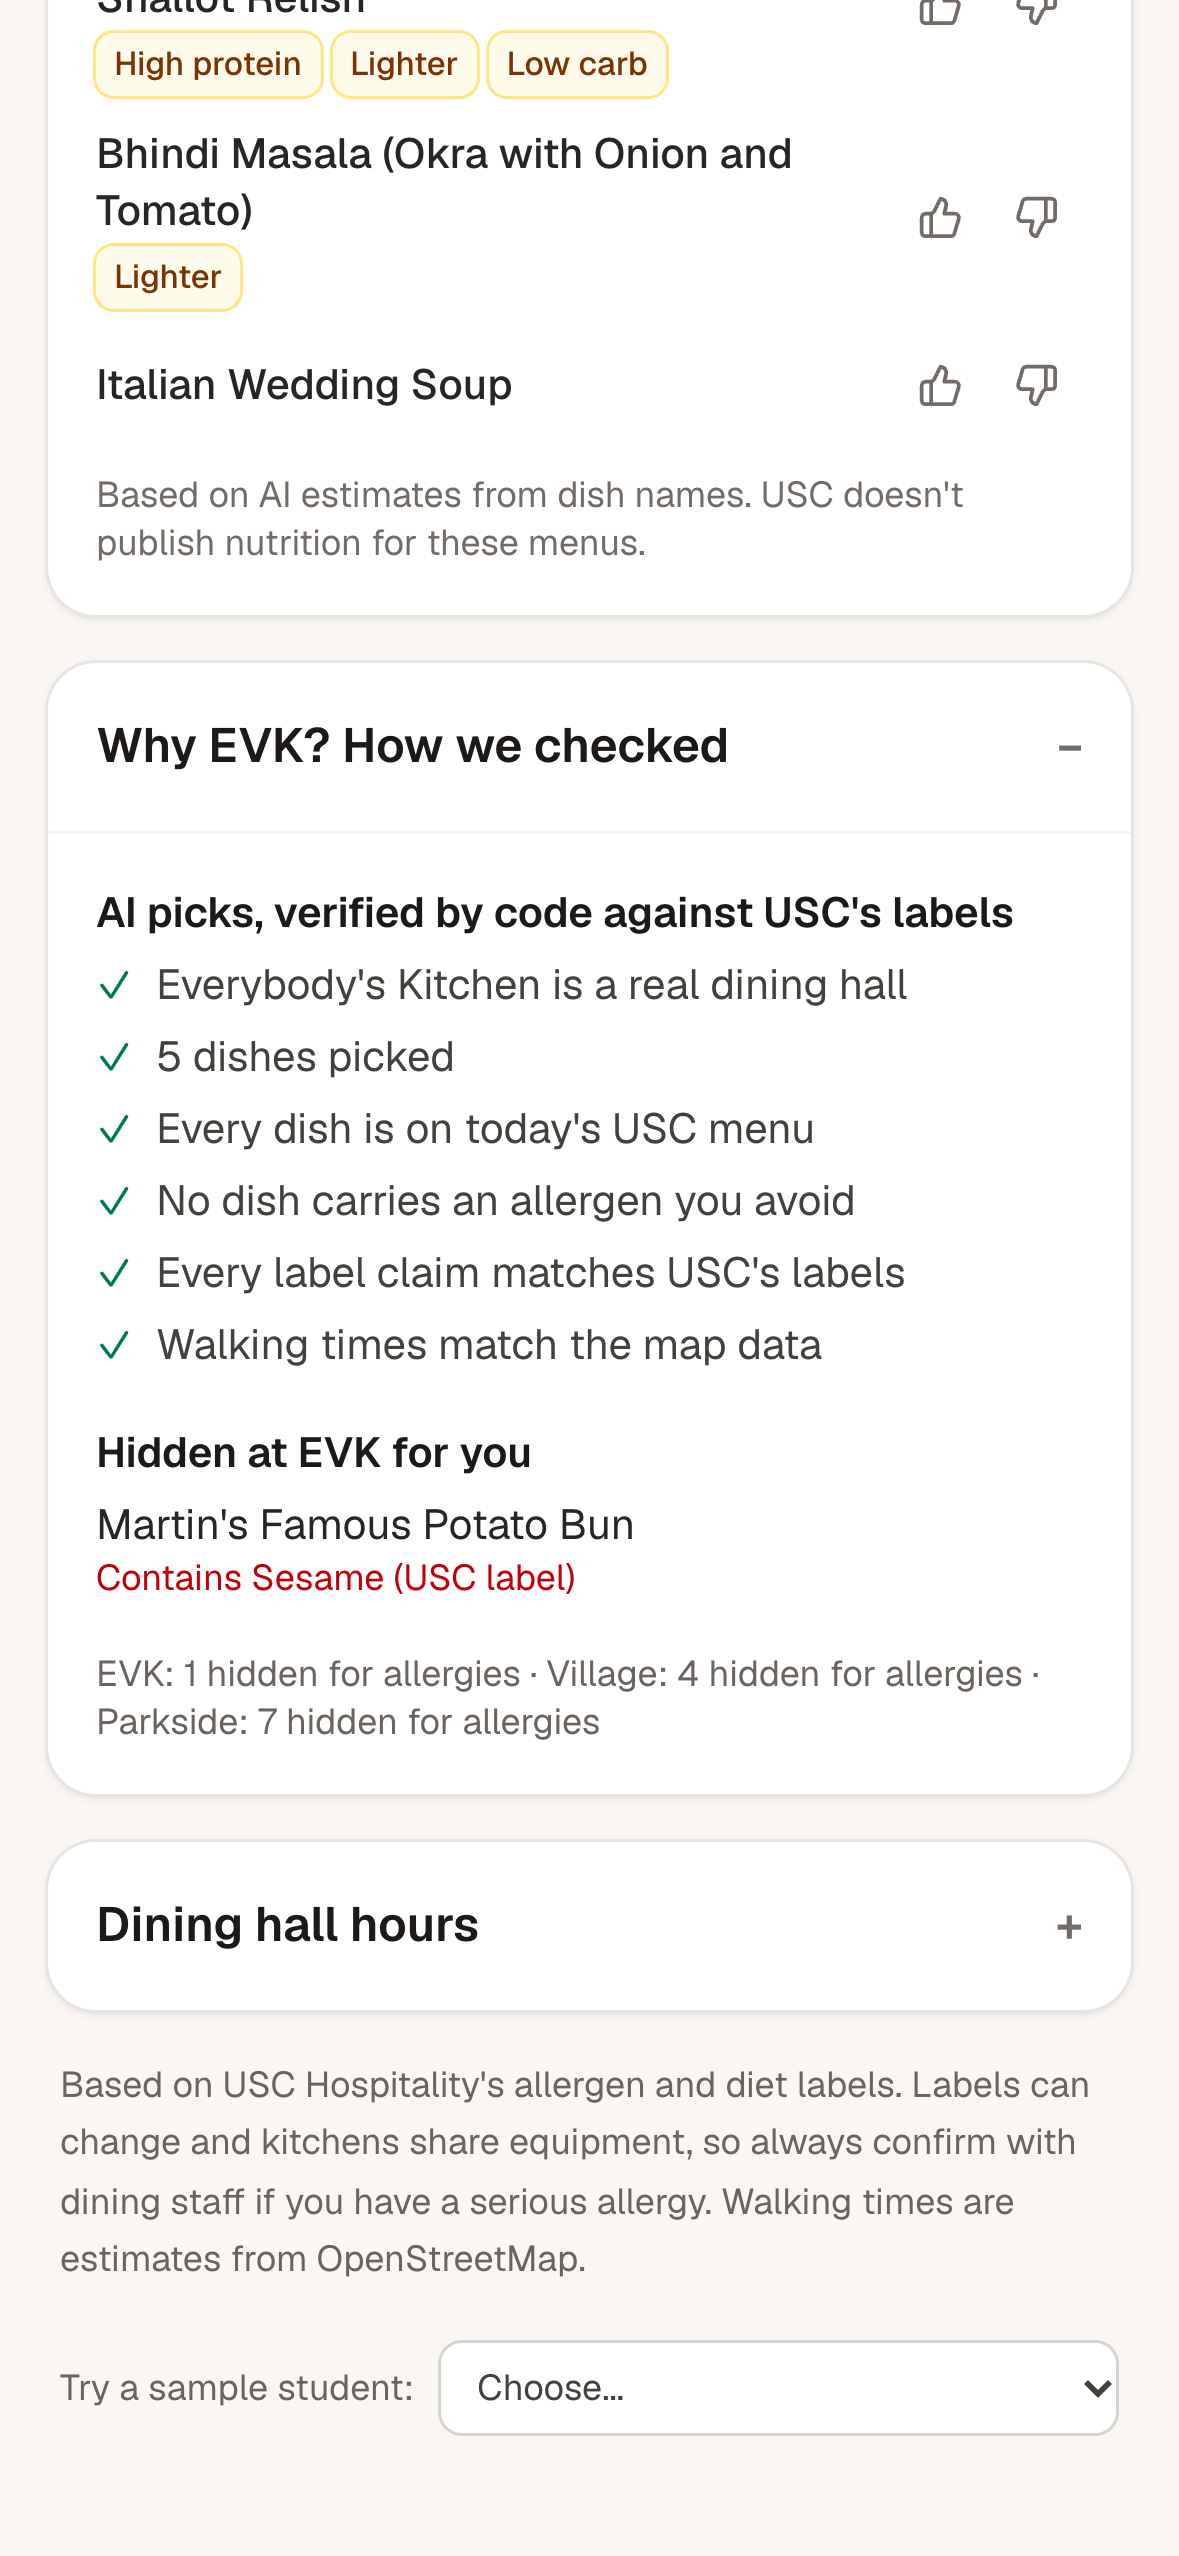 Shallot Relish
High protein
Lighter
Low carb
Bhindi Masala (Okra with Onion and
Tomato)
Lighter
Italian Wedding Soup
Based on AI estimates from dish names. USC doesn't
publish nutrition for these menus.
Why EVK? How we checked
AI picks, verified by code against USC's labels
Everybody's Kitchen is a real dining hall
5 dishes picked
Every dish is on today's USC menu
No dish carries an allergen you avoid
Every label claim matches USC's labels
Walking times match the map data
Hidden at EVK for you
Martin's Famous Potato Bun
Contains Sesame (USC label)
EVK: 1 hidden for allergies · Village: 4 hidden for allergies ·
Parkside: 7 hidden for allergies
Dining hall hours
Based on USC Hospitality's allergen and diet labels. Labels can
change and kitchens share equipment, so always confirm with
dining staff if you have a serious allergy. Walking times are
estimates from OpenStreetMap.
Try a sample student:
Choose...